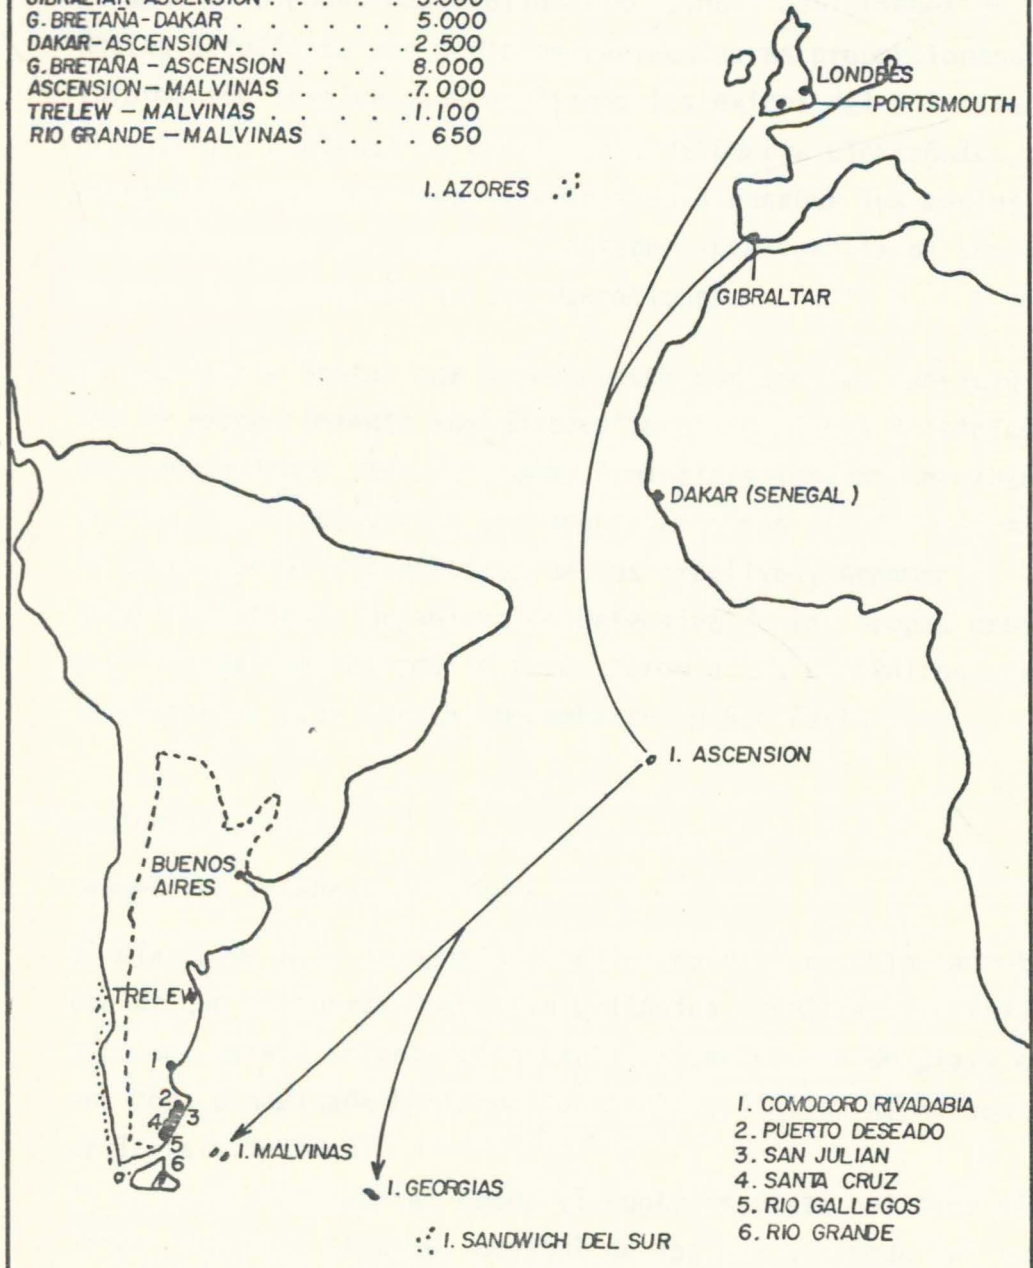 G. BRETAÑA-DAKAR . . . . . . 5.000
DAKAR-ASCENSION . . . . . . 2.500
G. BRETAÑA - ASCENSION . . . . 8.000
ASCENSION - MALVINAS . . . . . 7.000
TRELEW - MALVINAS . . . . . . 1.100
RIO GRANDE - MALVINAS . . . . 650
LONDRES
PORTSMOUTH
I. AZORES
GIBRALTAR
DAKAR (SENEGAL)
I. ASCENSION
BUENOS
AIRES
TRELEW
1
2
3
4
5
6
I. MALVINAS
I. GEORGIAS
I. SANDWICH DEL SUR
1. COMODORO RIVADABIA
2. PUERTO DESEADO
3. SAN JULIAN
4. SANTA CRUZ
5. RIO GALLEGOS
6. RIO GRANDE